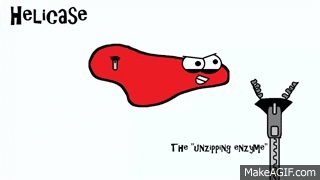 Helicase
The "unzipping enzyme"
MakeAGIF.com